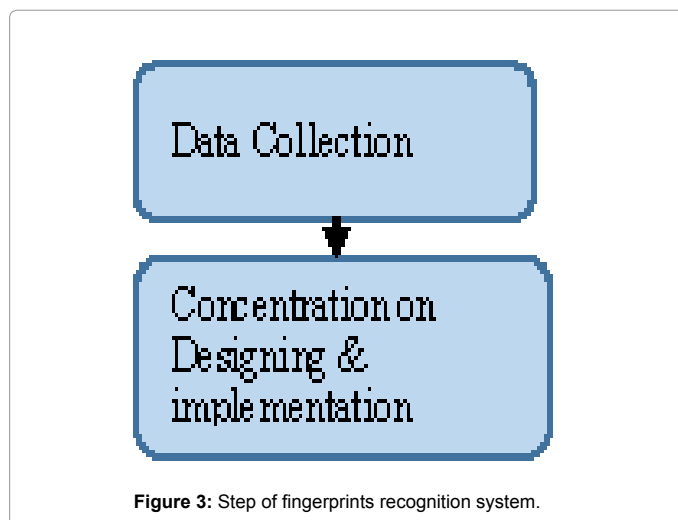 Data Collection
Concentration on
Designing &
implementation
Figure 3: Step of fingerprints recognition system.